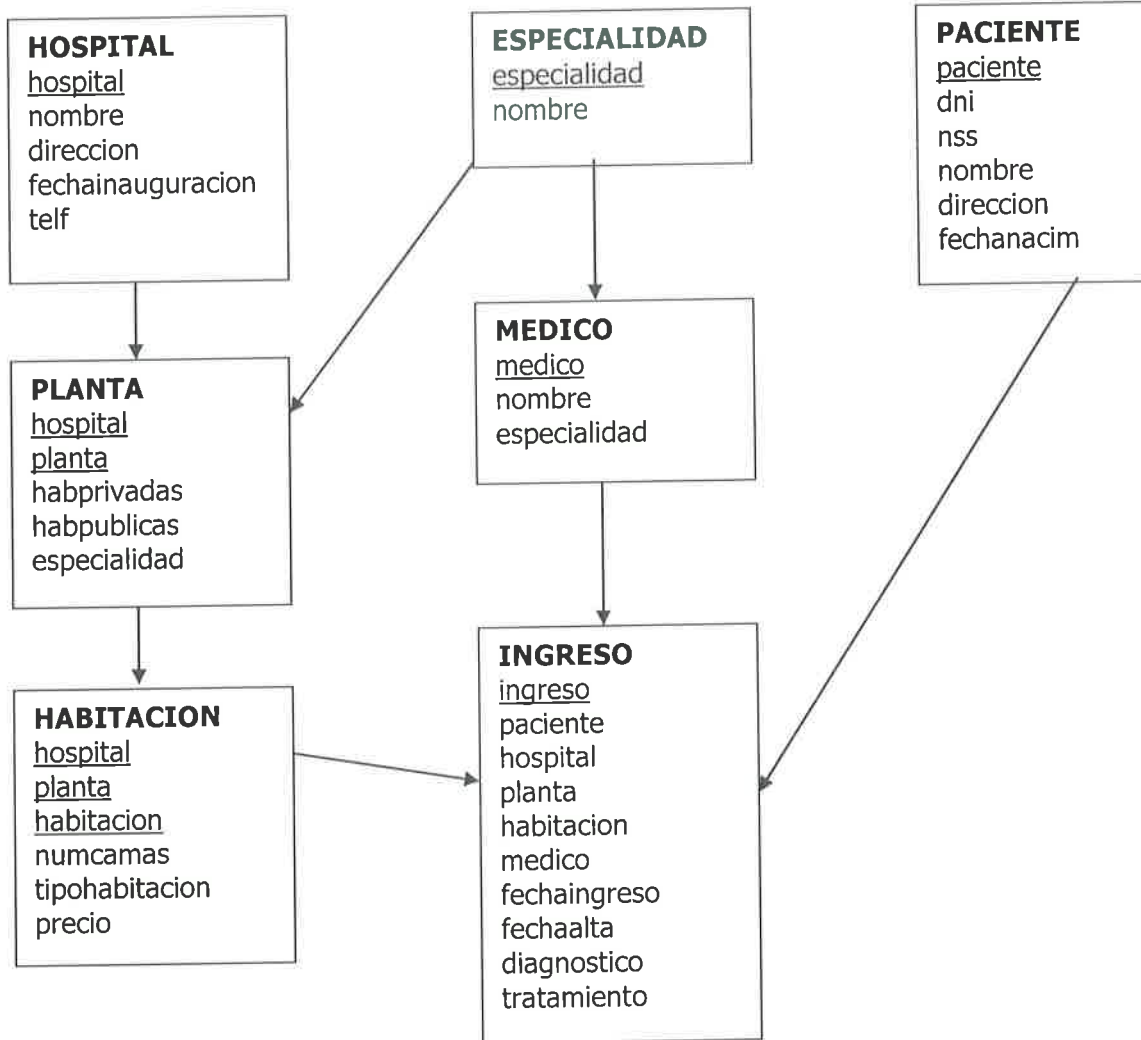 HOSPITAL
hospital
nombre
direccion
fechainauguracion
telf
ESPECIALIDAD
especialidad
nombre
PACIENTE
paciente
dni
nss
nombre
direccion
fechanacim
PLANTA
hospital
planta
habprivadas
habpublicas
especialidad
MEDICO
medico
nombre
especialidad
HABITACION
hospital
planta
habitacion
numcamas
tipohabitacion
precio
INGRESO
ingreso
paciente
hospital
planta
habitacion
medico
fechaingreso
fechaalta
diagnostico
tratamiento